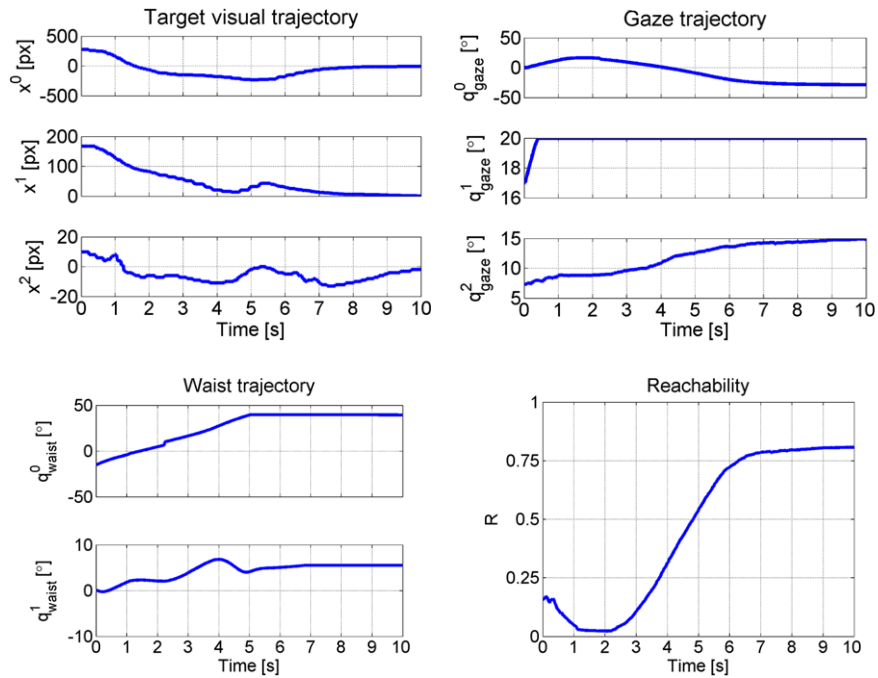 Target visual trajectory
x⁰ [px]
500
0
-500
x¹ [px]
200
100
0
x² [px]
20
0
-20
0 1 2 3 4 5 6 7 8 9 10
Time [s]
Gaze trajectory
q⁰gaze [°]
50
0
-50
q¹gaze [°]
20
18
16
q²gaze [°]
15
10
5
0 1 2 3 4 5 6 7 8 9 10
Time [s]
Waist trajectory
q⁰waist [°]
50
0
-50
q¹waist [°]
10
0
-10
0 1 2 3 4 5 6 7 8 9 10
Time [s]
Reachability
R
1
0.75
0.5
0.25
0
0 1 2 3 4 5 6 7 8 9 10
Time [s]